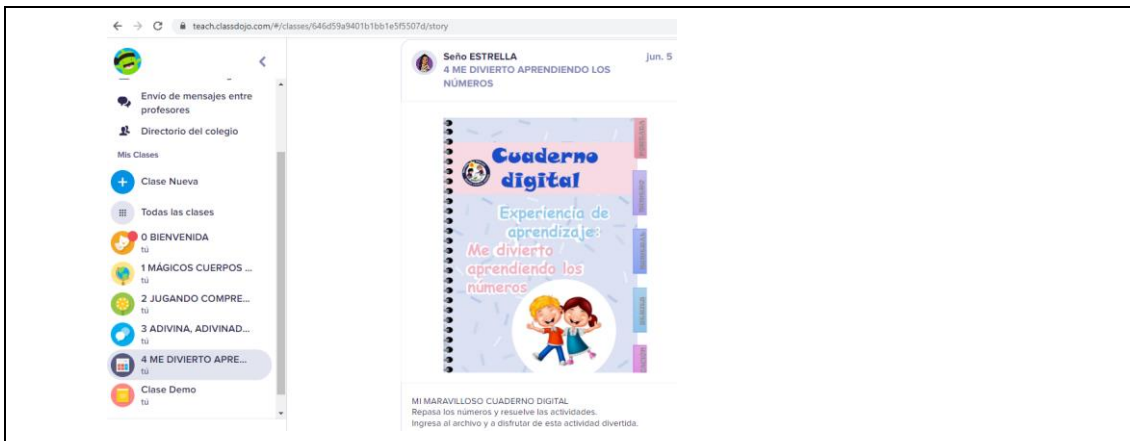 teach.classdojo.com/#/classes/646d59a9401b1bb1e5f5507d/story
Envío de mensajes entre
profesores
Directorio del colegio
Mis Clases
Clase Nueva
Todas las clases
0 BIENVENIDA
tú
1 MÁGICOS CUERPOS ...
tú
2 JUGANDO COMPRE...
tú
3 ADIVINA, ADIVINAD...
tú
4 ME DIVIERTO APRE...
tú
Clase Demo
tú
Seño ESTRELLA
jun. 5
4 ME DIVIERTO APRENDIENDO LOS
NÚMEROS
Cuaderno
digital
Experiencia de
aprendizaje:
Me divierto
aprendiendo los
números
MI MARAVILLOSO CUADERNO DIGITAL
Repasa los números y resuelve las actividades.
Ingresa al archivo y a disfrutar de esta actividad divertida.